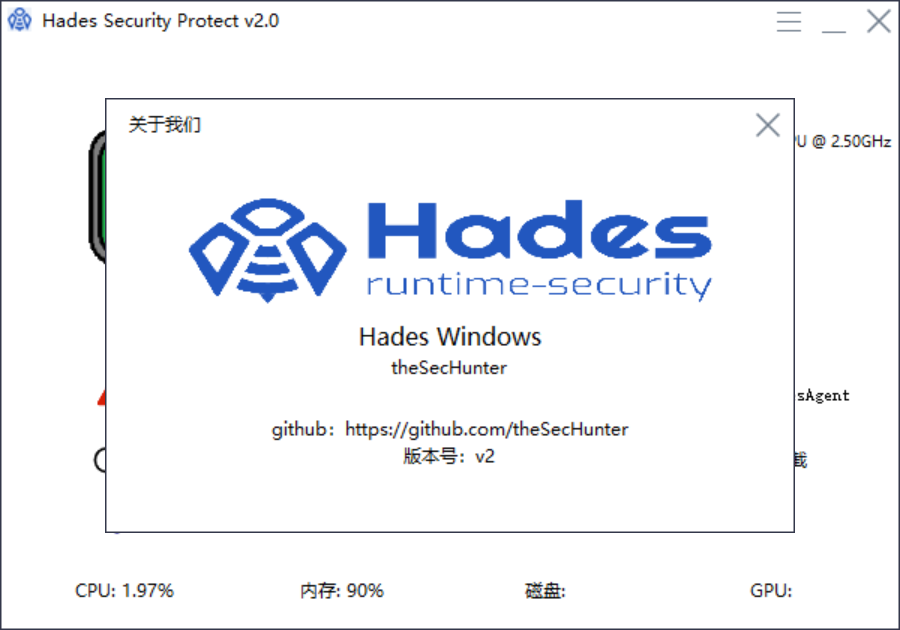 Hades Security Protect v2.0
关于我们
U @ 2.50GHz
Hades
runtime-security
Hades Windows
theSecHunter
sAgent
github：https://github.com/theSecHunter
版本号：v2
CPU: 1.97%
内存: 90%
磁盘:
GPU: